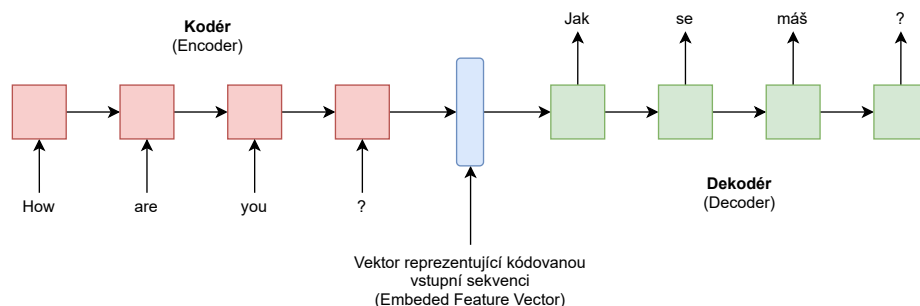 Kodér
(Encoder)
Jak se máš ?
How are you ?
Dekodér
(Decoder)
Vektor reprezentující kódovanou
vstupní sekvenci
(Embeded Feature Vector)